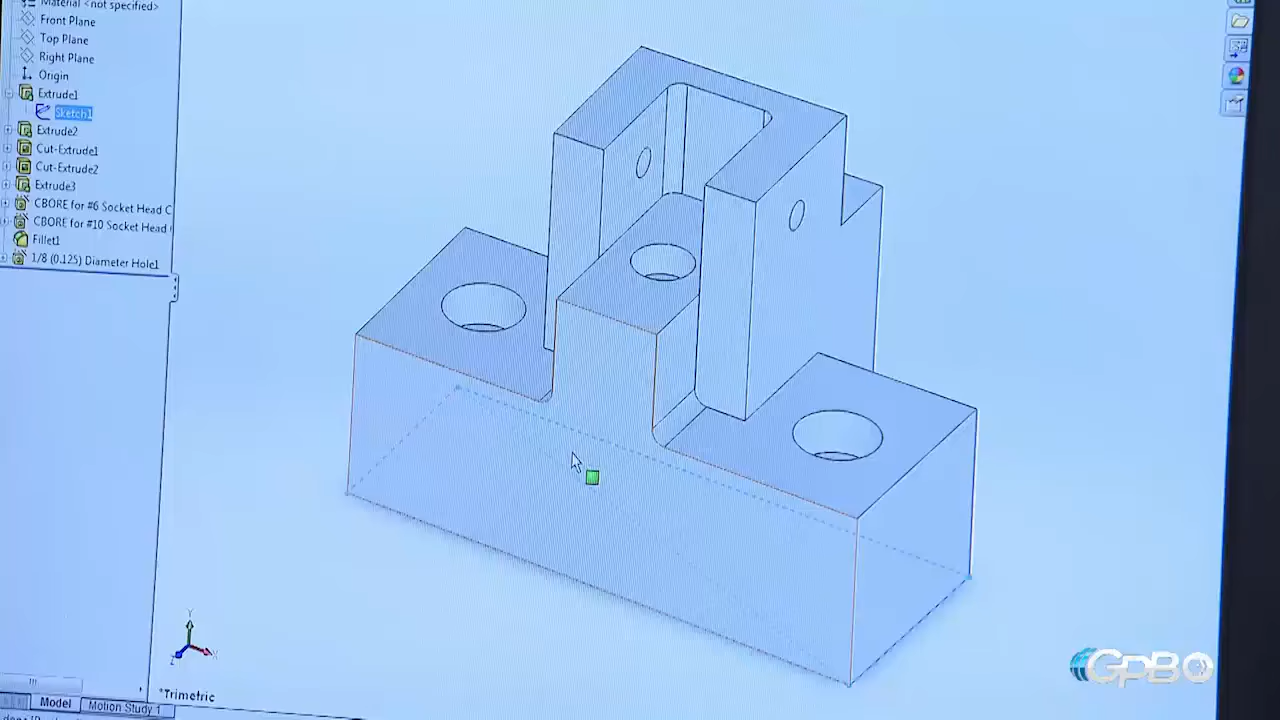 Material <not specified>
Front Plane
Top Plane
Right Plane
Origin
Extrude1
Sketch1
Extrude2
Cut-Extrude1
Cut-Extrude2
Extrude3
CBORE for #6 Socket Head C
CBORE for #10 Socket Head
Fillet1
1/8 (0.125) Diameter Hole1
Y
Z
X
*Trimetric
Model
Motion Study 1
GPB